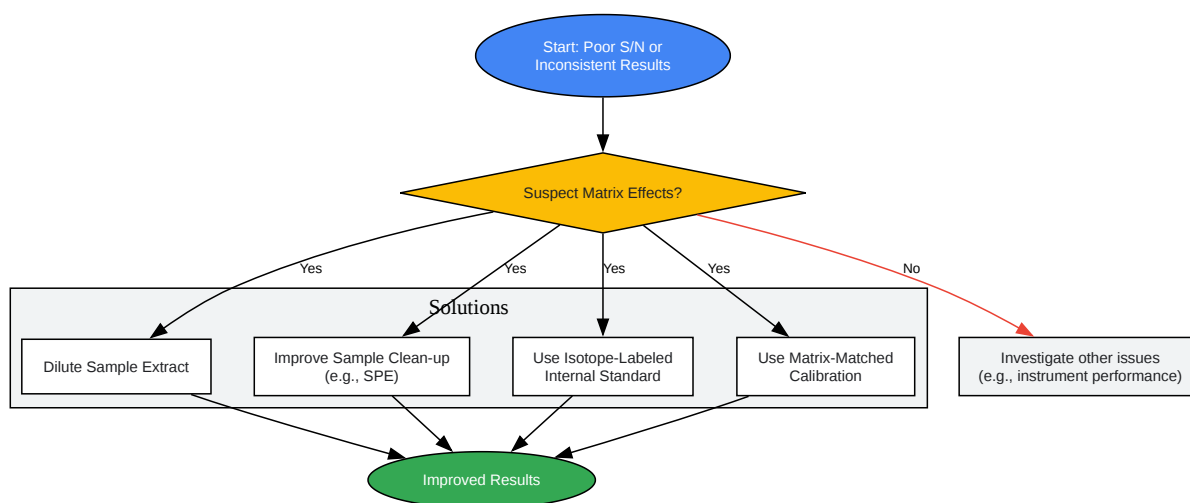 Start: Poor S/N or
Inconsistent Results
Suspect Matrix Effects?
Yes
Yes
Yes
Yes
No
Solutions
Dilute Sample Extract
Improve Sample Clean-up
(e.g., SPE)
Use Isotope-Labeled
Internal Standard
Use Matrix-Matched
Calibration
Investigate other issues
(e.g., instrument performance)
Improved Results